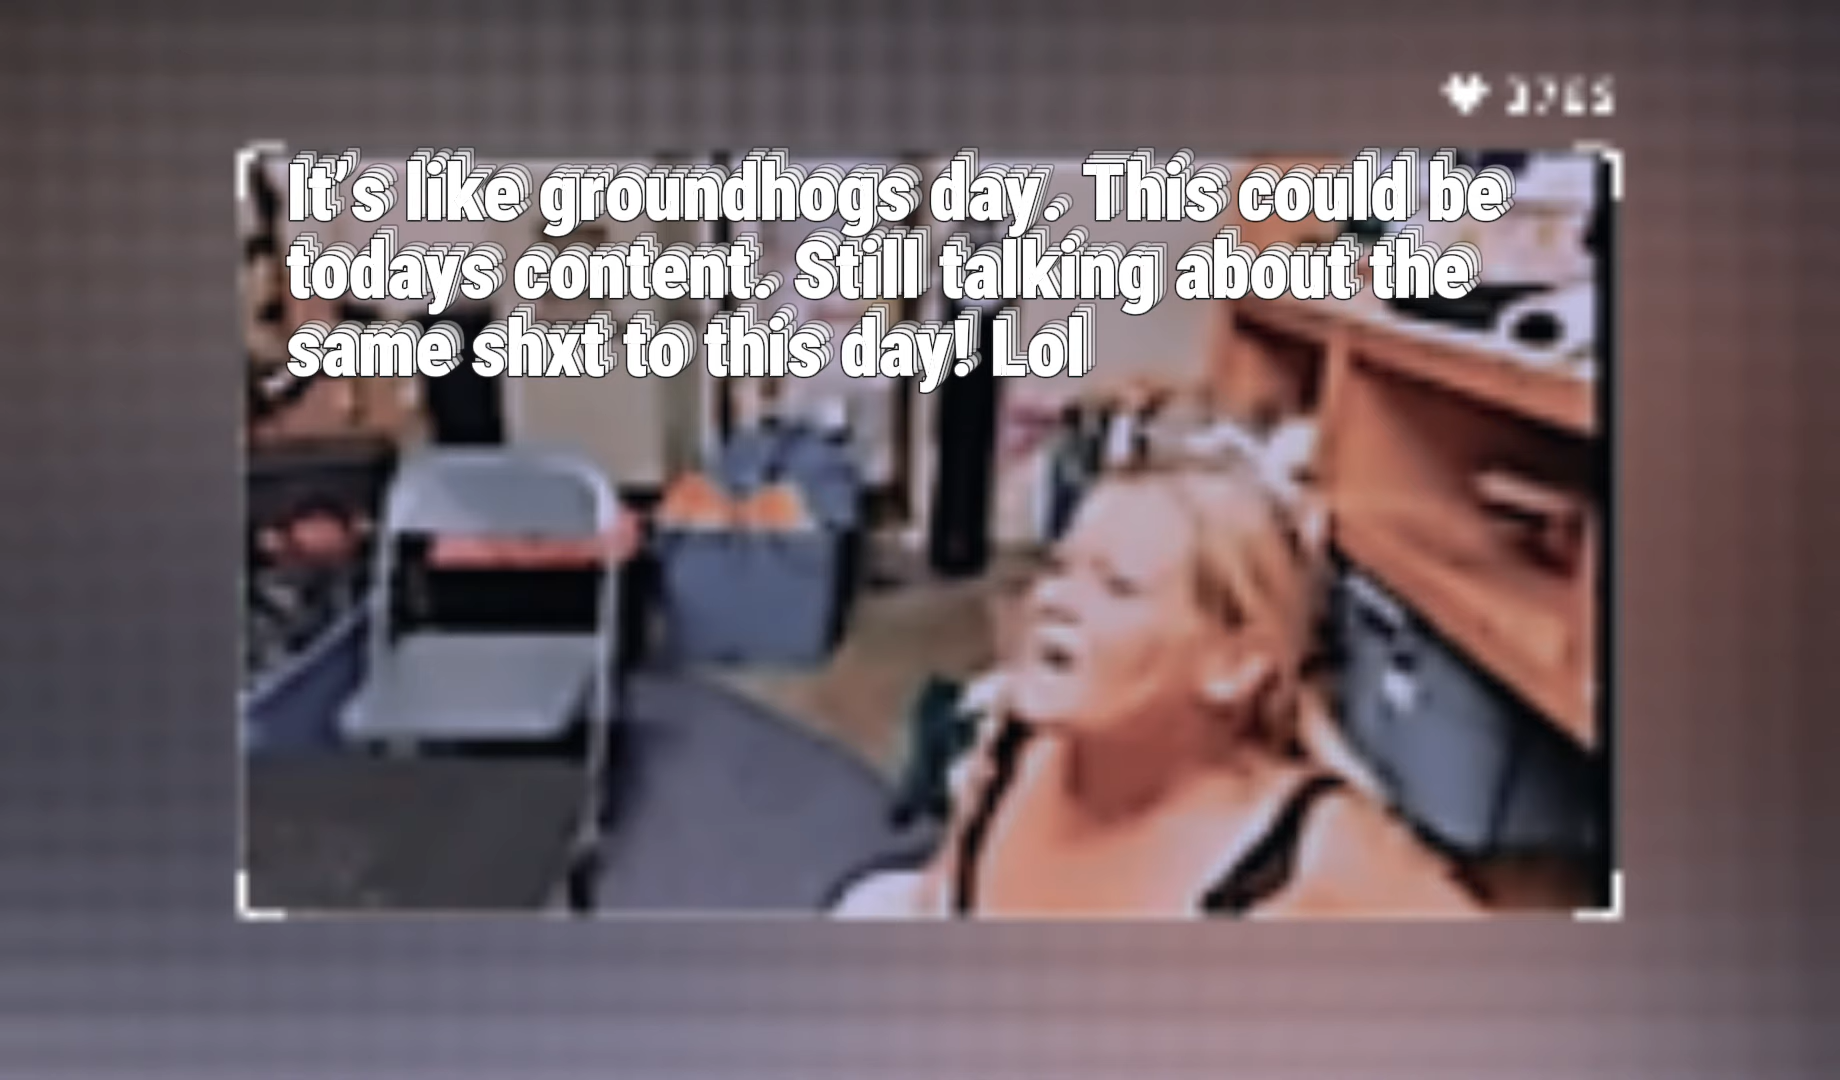 It's like groundhogs day. This could be
todays content. Still talking about the
same shxt to this day! Lol